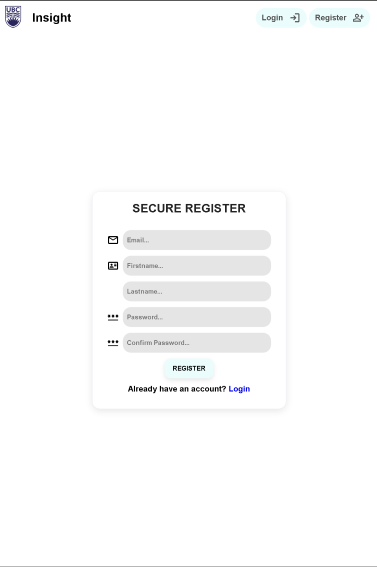 UBC
Insight
Login
Register
SECURE REGISTER
Email...
Firstname...
Lastname...
Password...
Confirm Password...
REGISTER
Already have an account? Login